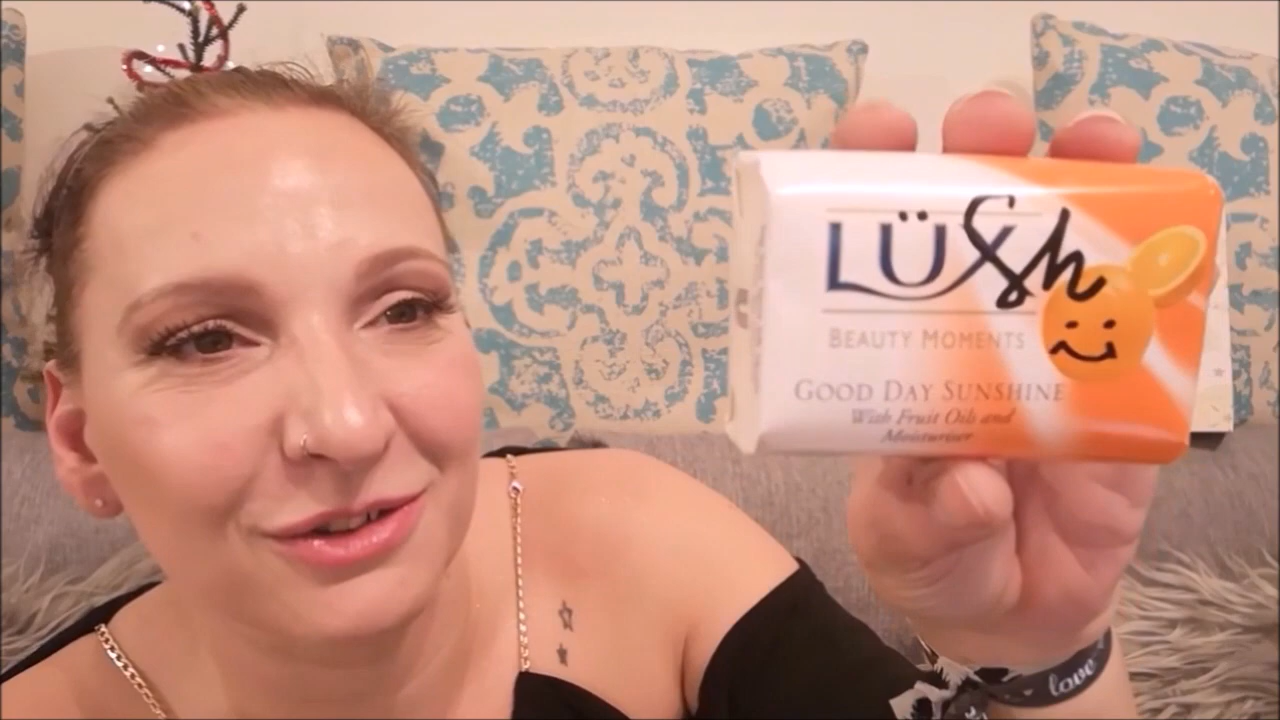 LÜSh
BEAUTY MOMENTS
GOOD DAY SUNSHINE
With Fruit Oils and
Moisturiser
love